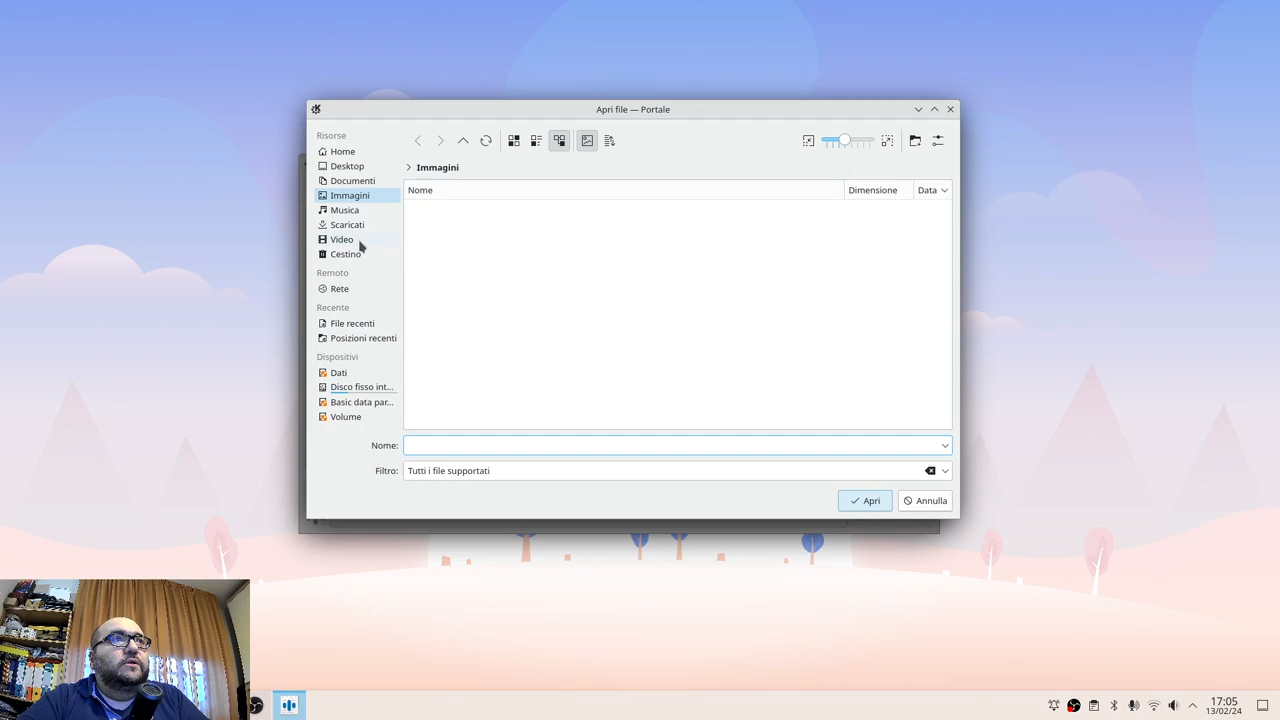 Apri file — Portale
Risorse
Home
Desktop
Documenti
Immagini
Musica
Scaricati
Video
Cestino
Remoto
Rete
Recente
File recenti
Posizioni recenti
Dispositivi
Dati
Disco fisso int...
Basic data par...
Volume
Immagini
Nome Dimensione Data
Nome:
Filtro: Tutti i file supportati
Apri Annulla
17:05
13/02/24